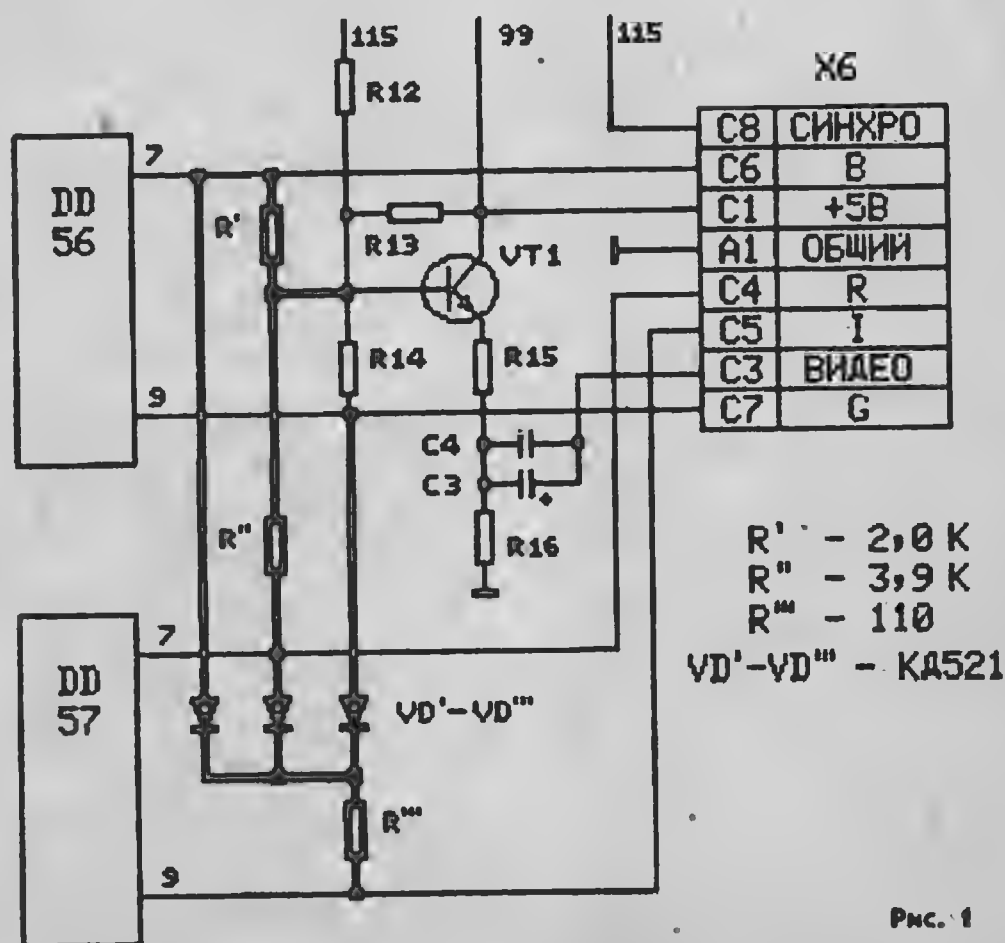 115
99
115
R12
X6
C8 СИНХРО
C6 B
C1 +5В
A1 ОБЩИЙ
C4 R
C5 I
C3 ВИДЕО
C7 G
7
DD
56
R'
R13
VT1
R14
R15
9
C4
C3
R"
R16
R' - 2,0 К
R" - 3,9 К
R"' - 110
VD'-VD"' - КД521
7
DD
57
VD'-VD"'
R"'
9
Рис. 1